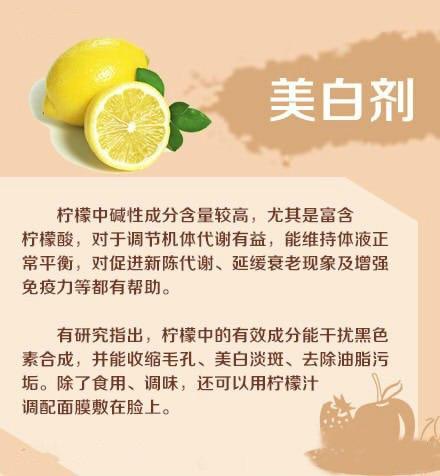 美白剂
柠檬中碱性成分含量较高，尤其是富含
柠檬酸，对于调节机体代谢有益，能维持体液正
常平衡，对促进新陈代谢、延缓衰老现象及增强
免疫力等都有帮助。
有研究指出，柠檬中的有效成分能干扰黑色
素合成，并能收缩毛孔、美白淡斑、去除油脂污
垢。除了食用、调味，还可以用柠檬汁
调配面膜敷在脸上。